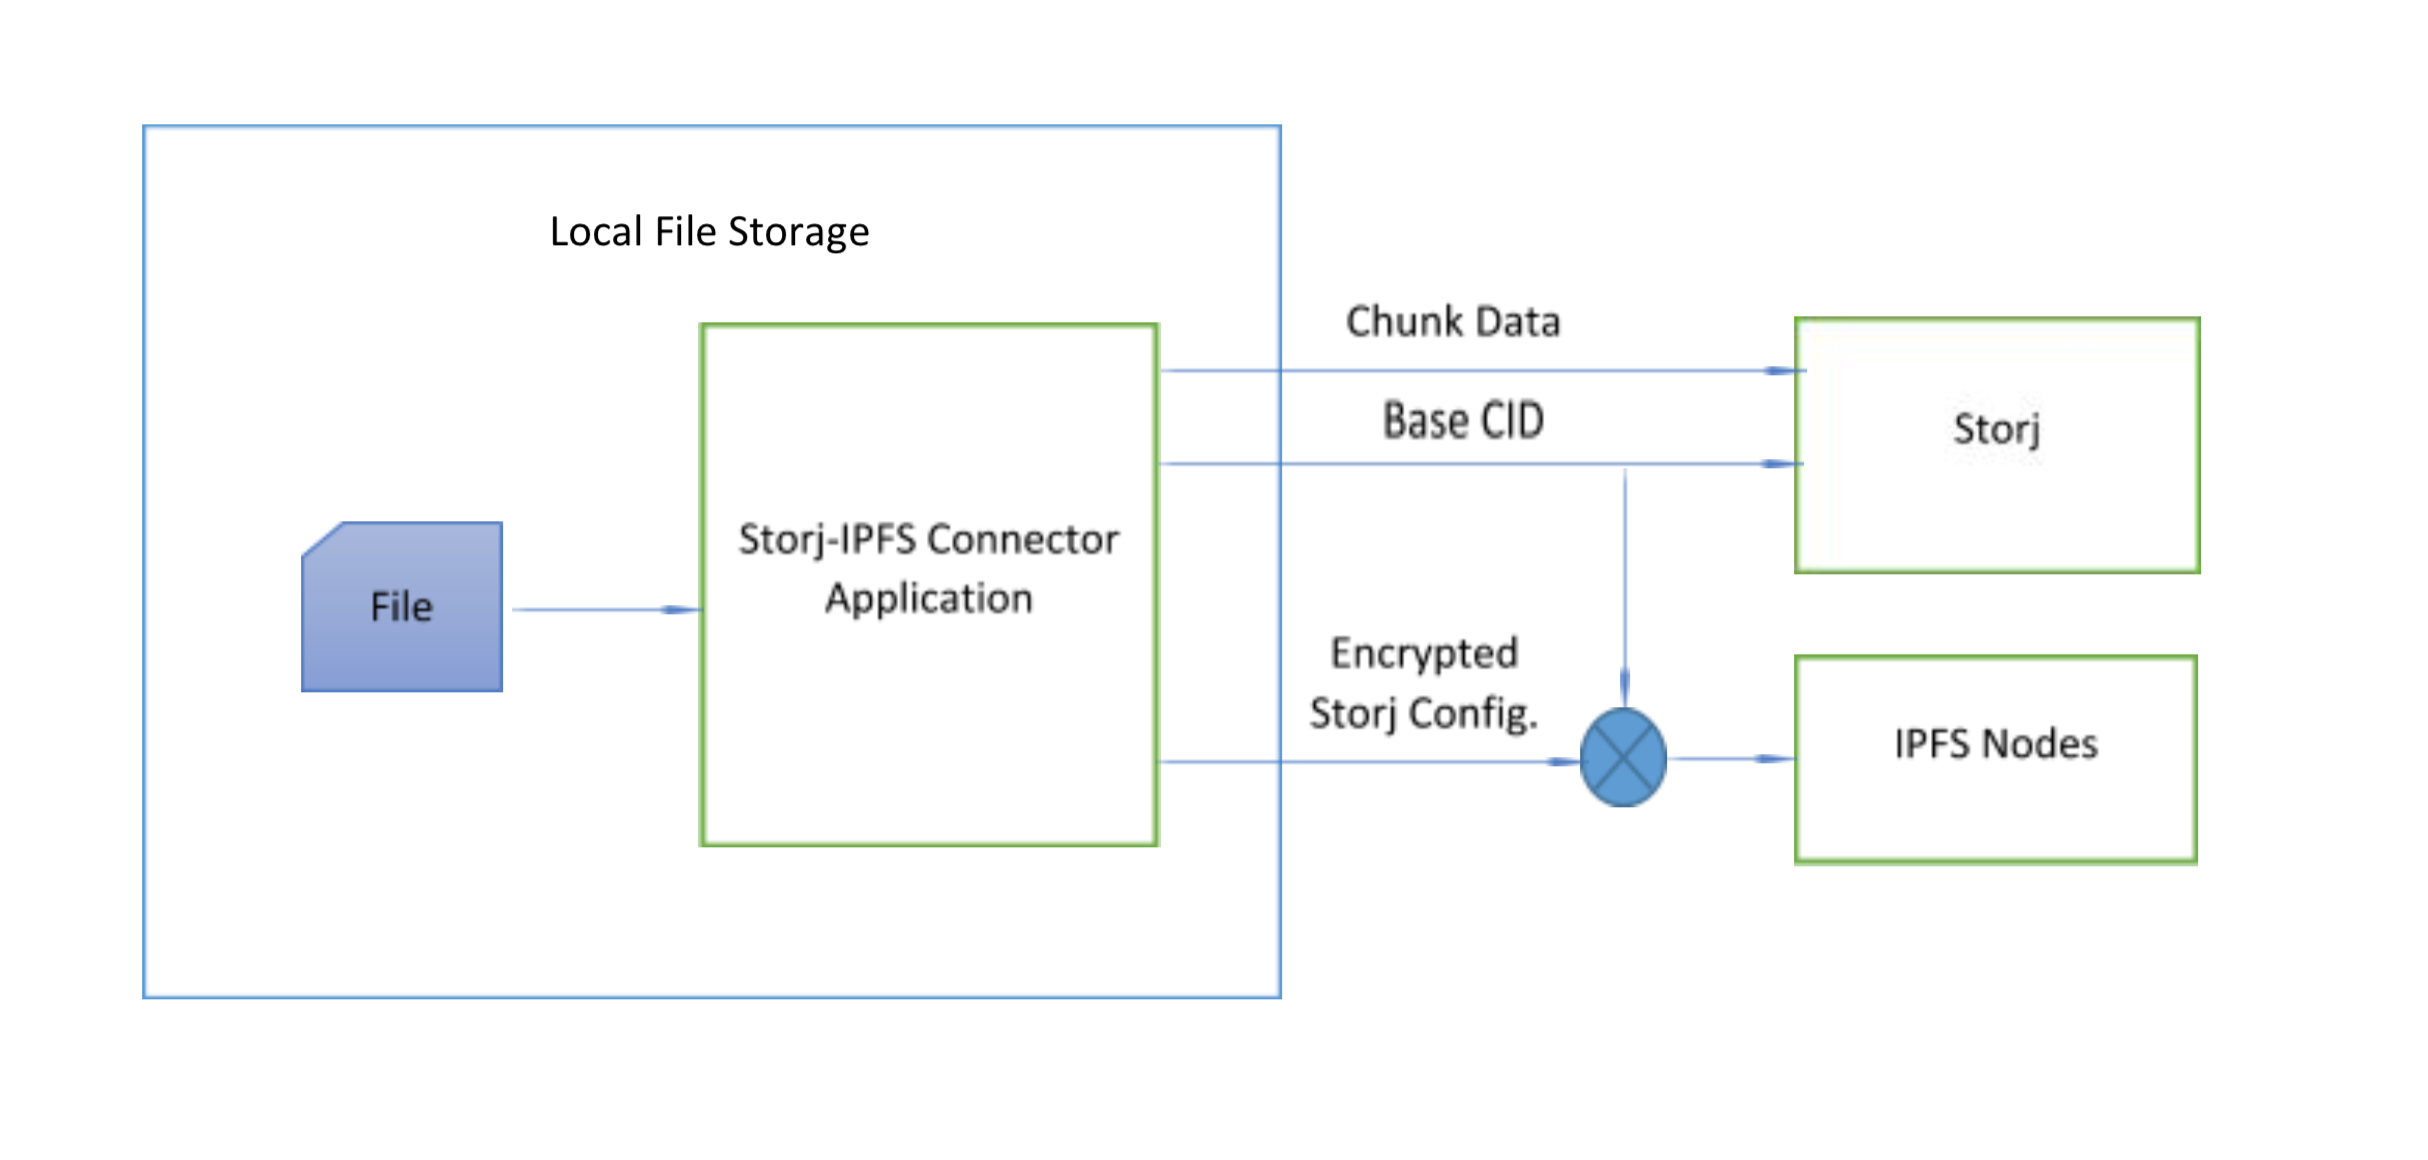 Local File Storage
Chunk Data
Base CID
Storj
Storj-IPFS Connector
Application
File
Encrypted
Storj Config.
IPFS Nodes